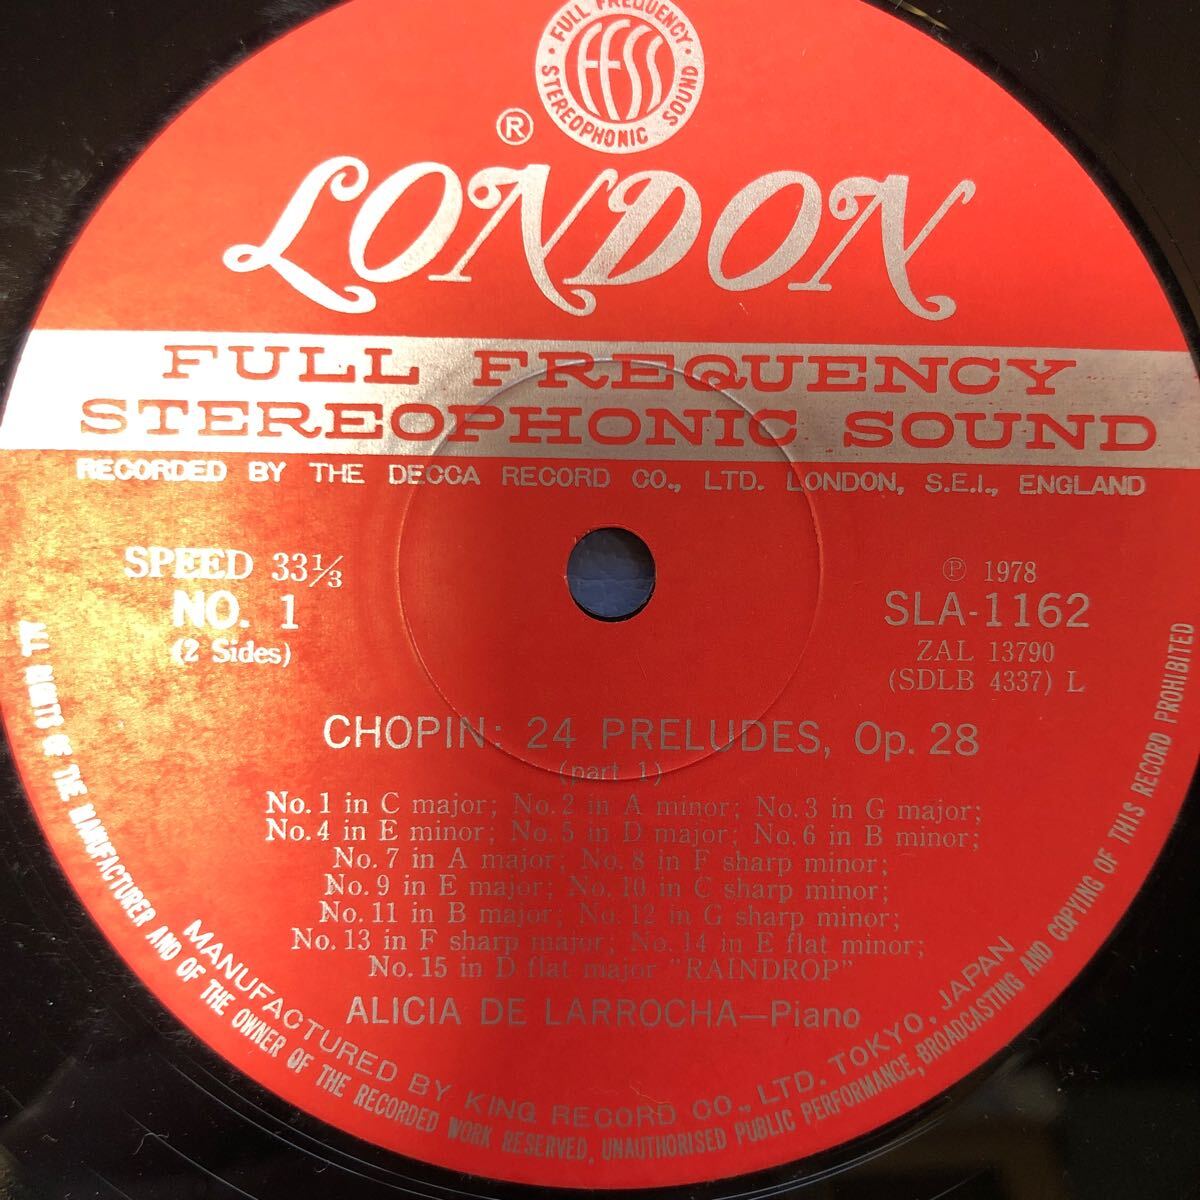 · FULL FREQUENCY ·
STEREOPHONIC SOUND
FFSS
®
LONDON
FULL FREQUENCY
STEREOPHONIC SOUND
RECORDED BY THE DECCA RECORD CO., LTD. LONDON, S.E.I., ENGLAND
SPEED 33⅓
NO. 1
(2 Sides)
℗ 1978
SLA-1162
ZAL 13790
(SDLB 4337) L
CHOPIN: 24 PRELUDES, Op. 28
(part 1)
No. 1 in C major; No. 2 in A minor; No. 3 in G major;
No. 4 in E minor; No. 5 in D major; No. 6 in B minor;
No. 7 in A major; No. 8 in F sharp minor;
No. 9 in E major; No. 10 in C sharp minor;
No. 11 in B major; No. 12 in G sharp minor;
No. 13 in F sharp major; No. 14 in E flat minor;
No. 15 in D flat major "RAINDROP"
ALICIA DE LARROCHA—Piano
MANUFACTURED BY KING RECORD CO., LTD. TOKYO, JAPAN
ALL RIGHTS OF THE MANUFACTURER AND OF THE OWNER OF THE RECORDED WORK RESERVED, UNAUTHORISED PUBLIC PERFORMANCE, BROADCASTING AND COPYING OF THIS RECORD PROHIBITED